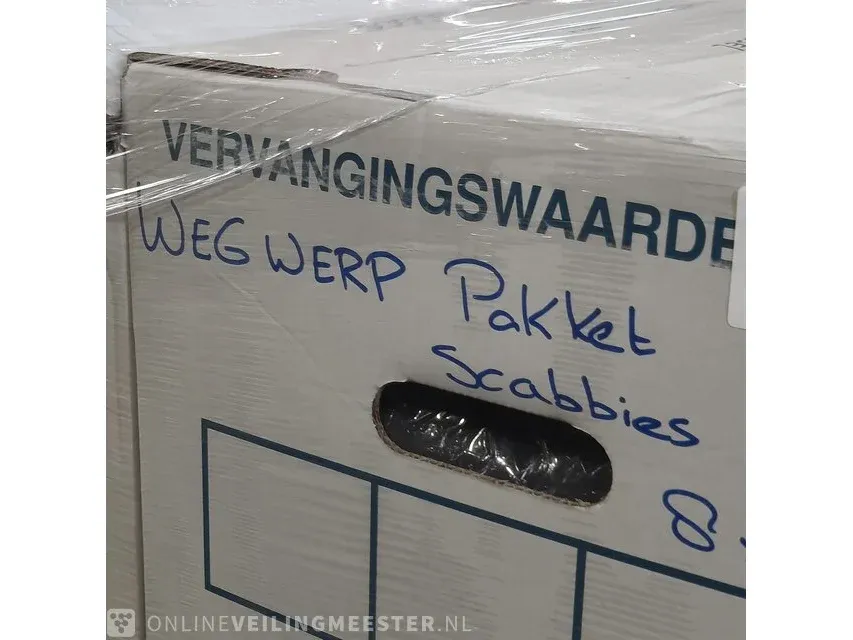 VERVANGINGSWAARDE
WEGWERP Pakket
Scabbies
8.
ONLINEVEILINGMEESTER.NL